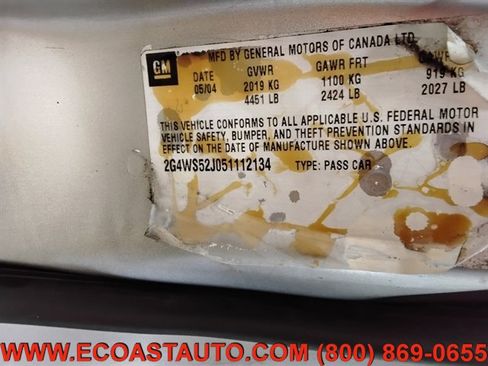 GM
MFD BY GENERAL MOTORS OF CANADA LTD.
DATE GVWR GAWR FRT
05/04 2019 KG 1100 KG 919 KG
4451 LB 2424 LB 2027 LB
THIS VEHICLE CONFORMS TO ALL APPLICABLE U.S. FEDERAL MOTOR
VEHICLE SAFETY, BUMPER, AND THEFT PREVENTION STANDARDS IN
EFFECT ON THE DATE OF MANUFACTURE SHOWN ABOVE.
2G4WS52J051112134 TYPE: PASS CAR
WWW.ECOASTAUTO.COM (800) 869-0655